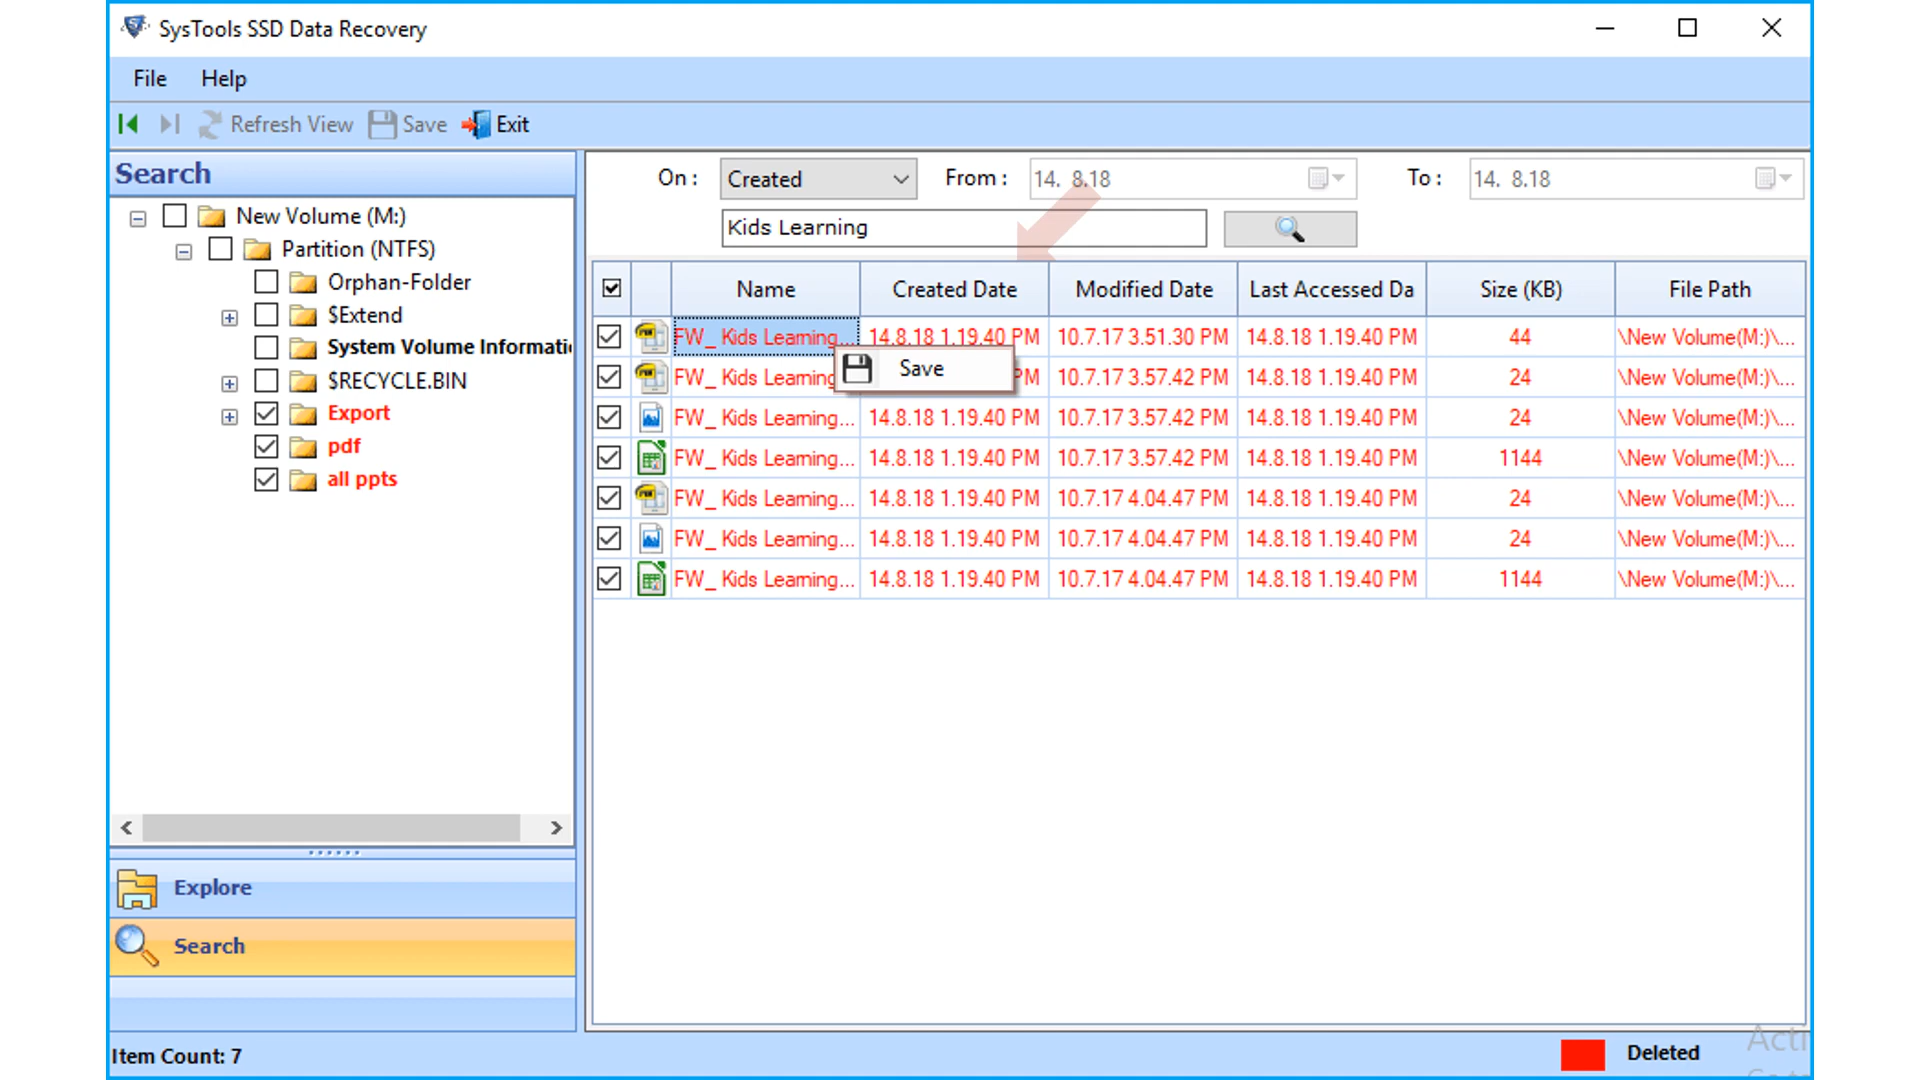 SysTools SSD Data Recovery
File Help
Refresh View Save Exit
Search
New Volume (M:)
Partition (NTFS)
Orphan-Folder
$Extend
System Volume Informati
$RECYCLE.BIN
Export
pdf
all ppts
Explore
Search
On : Created From : 14. 8.18 To : 14. 8.18
Kids Learning
Name Created Date Modified Date Last Accessed Da Size (KB) File Path
FW_ Kids Learning... 14.8.18 1.19.40 PM 10.7.17 3.51.30 PM 14.8.18 1.19.40 PM 44 \New Volume(M:)\...
Save
FW_ Kids Learning PM 10.7.17 3.57.42 PM 14.8.18 1.19.40 PM 24 \New Volume(M:)\...
FW_ Kids Learning... 14.8.18 1.19.40 PM 10.7.17 3.57.42 PM 14.8.18 1.19.40 PM 24 \New Volume(M:)\...
FW_ Kids Learning... 14.8.18 1.19.40 PM 10.7.17 3.57.42 PM 14.8.18 1.19.40 PM 1144 \New Volume(M:)\...
FW_ Kids Learning... 14.8.18 1.19.40 PM 10.7.17 4.04.47 PM 14.8.18 1.19.40 PM 24 \New Volume(M:)\...
FW_ Kids Learning... 14.8.18 1.19.40 PM 10.7.17 4.04.47 PM 14.8.18 1.19.40 PM 24 \New Volume(M:)\...
FW_ Kids Learning... 14.8.18 1.19.40 PM 10.7.17 4.04.47 PM 14.8.18 1.19.40 PM 1144 \New Volume(M:)\...
Item Count: 7
Deleted
Acti